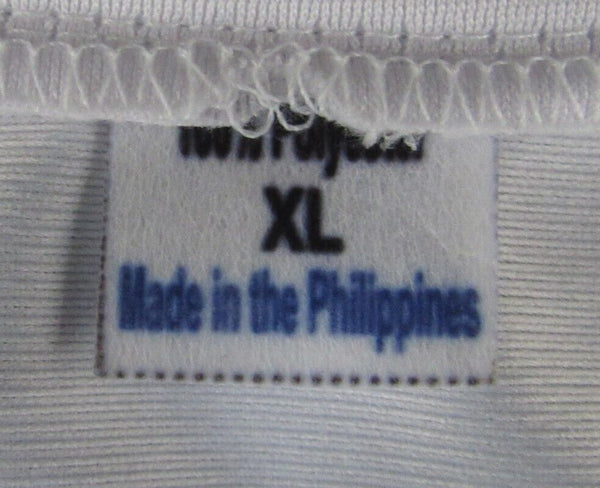 100% Polyester
XL
Made in the Philippines